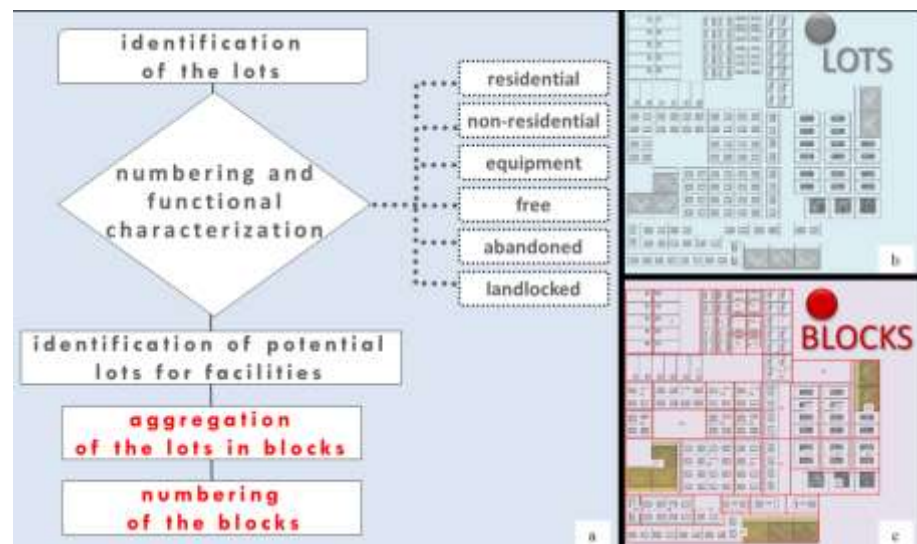 identification
of the lots
numbering and
functional
characterization
residential
non-residential
equipment
free
abandoned
landlocked
identification of potential
lots for facilities
aggregation
of the lots in blocks
numbering
of the blocks
a
LOTS
b
BLOCKS
c